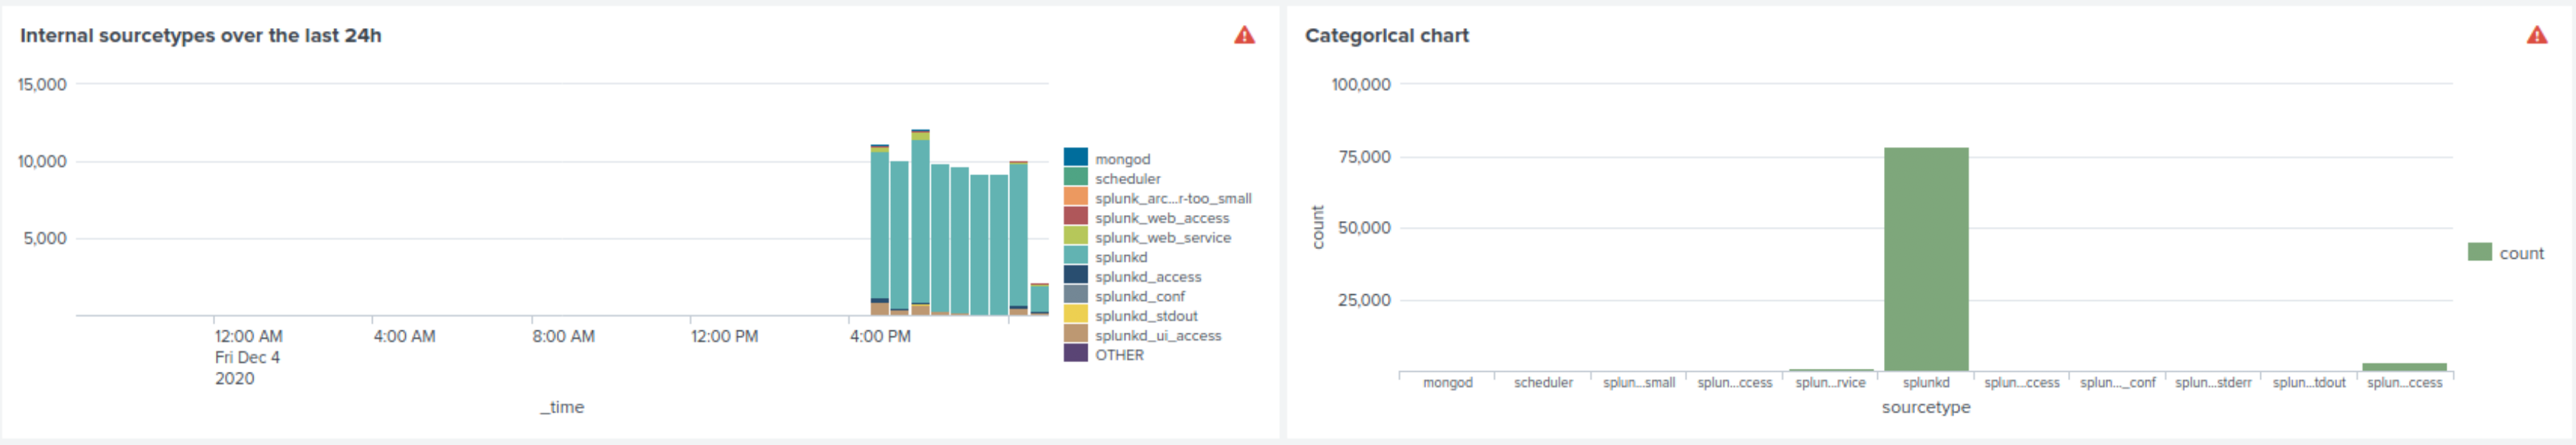 Internal sourcetypes over the last 24h
15,000
10,000
5,000
12:00 AM
Fri Dec 4
2020
4:00 AM
8:00 AM
12:00 PM
4:00 PM
_time
mongod
scheduler
splunk_arc...r-too_small
splunk_web_access
splunk_web_service
splunkd
splunkd_access
splunkd_conf
splunkd_stdout
splunkd_ui_access
OTHER
Categorical chart
100,000
75,000
50,000
25,000
count
mongod
scheduler
splun...small
splun...ccess
splun...rvice
splunkd
splun...ccess
splun..._conf
splun...stderr
splun...tdout
splun...ccess
sourcetype
count